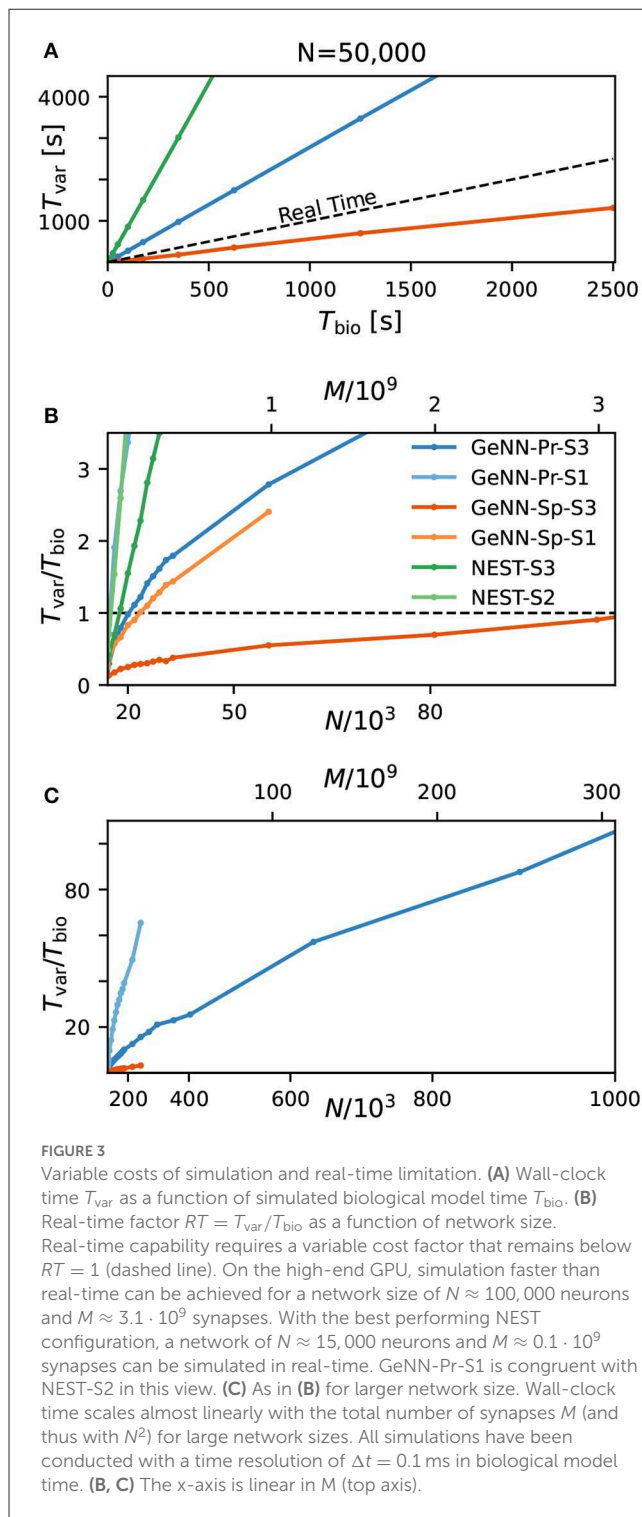 A
N=50,000
4000
1000
T_var [s]
Real Time
0 500 1000 1500 2000 2500
T_bio [s]
M/10^9
B
1 2 3
3
2
1
0
T_var/T_bio
GeNN-Pr-S3
GeNN-Pr-S1
GeNN-Sp-S3
GeNN-Sp-S1
NEST-S3
NEST-S2
20 50 80
N/10^3
M/10^9
C
100 200 300
80
20
T_var/T_bio
200 400 600 800 1000
N/10^3
FIGURE 3
Variable costs of simulation and real-time limitation. (A) Wall-clock
time T_var as a function of simulated biological model time T_bio. (B)
Real-time factor RT = T_var/T_bio as a function of network size.
Real-time capability requires a variable cost factor that remains below
RT = 1 (dashed line). On the high-end GPU, simulation faster than
real-time can be achieved for a network size of N ≈ 100, 000 neurons
and M ≈ 3.1 · 10^9 synapses. With the best performing NEST
configuration, a network of N ≈ 15, 000 neurons and M ≈ 0.1 · 10^9
synapses can be simulated in real-time. GeNN-Pr-S1 is congruent with
NEST-S2 in this view. (C) As in (B) for larger network size. Wall-clock
time scales almost linearly with the total number of synapses M (and
thus with N^2) for large network sizes. All simulations have been
conducted with a time resolution of Δt = 0.1 ms in biological model
time. (B, C) The x-axis is linear in M (top axis).